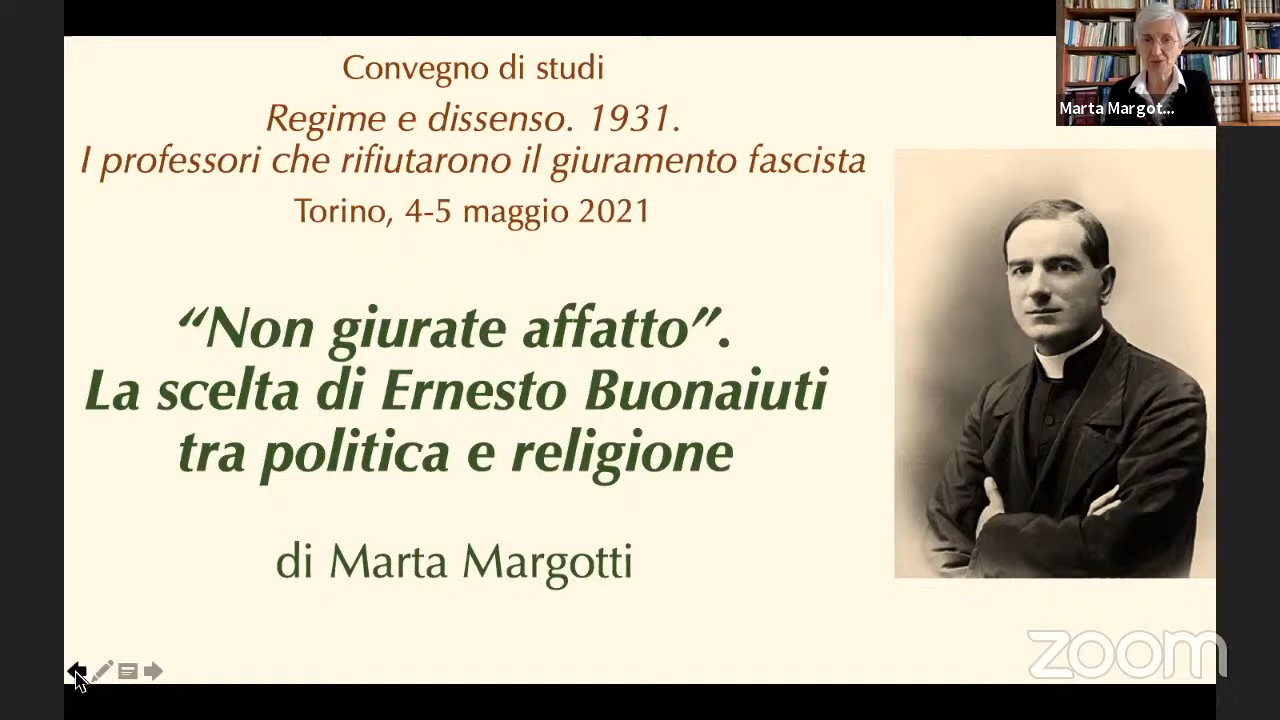 Convegno di studi
Regime e dissenso. 1931.
I professori che rifiutarono il giuramento fascista
Torino, 4-5 maggio 2021
“Non giurate affatto”.
La scelta di Ernesto Buonaiuti
tra politica e religione
di Marta Margotti
Marta Margot...
zoom